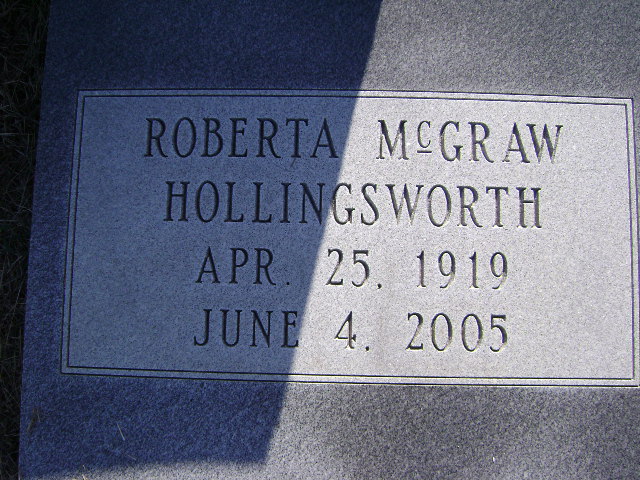 ROBERTA McGRAW
HOLLINGSWORTH
APR. 25, 1919
JUNE 4, 2005